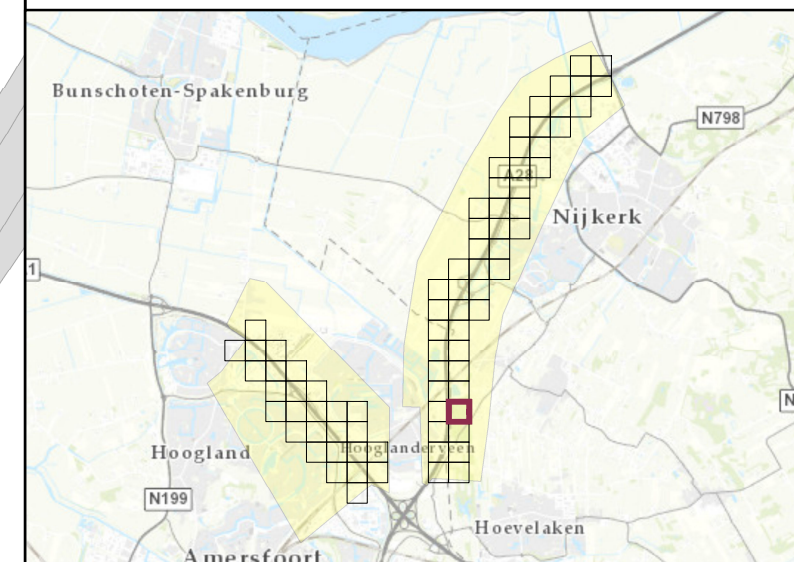 Bunschoten-Spakenburg
N798
A28
Nijkerk
1
N
Hoogland
Hooglanderveen
N199
Hoevelaken
Amersfoort